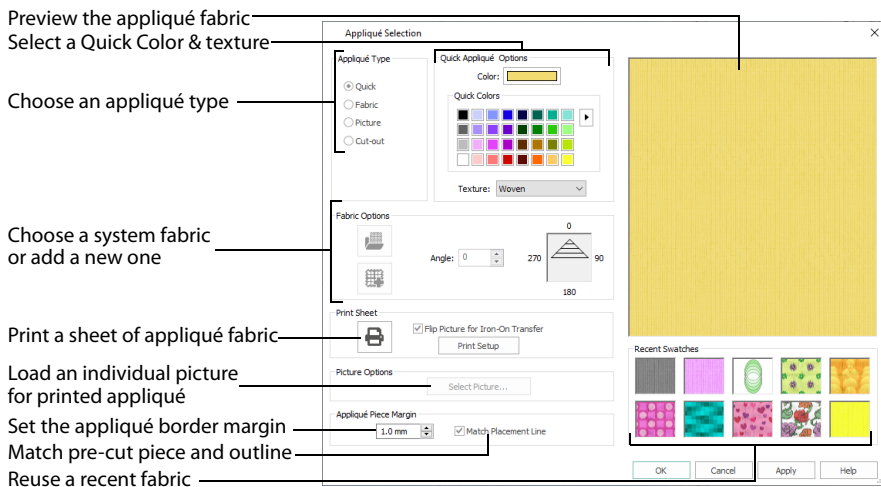 Preview the appliqué fabric
Select a Quick Color & texture
Choose an appliqué type
Choose a system fabric
or add a new one
Print a sheet of appliqué fabric
Load an individual picture
for printed appliqué
Set the appliqué border margin
Match pre-cut piece and outline
Reuse a recent fabric
Appliqué Selection
Appliqué Type
Quick
Fabric
Picture
Cut-out
Quick Appliqué Options
Color:
Quick Colors
Texture: Woven
Fabric Options
Angle: 0
0
270
90
180
Print Sheet
Flip Picture for Iron-On Transfer
Print Setup
Picture Options
Select Picture...
Appliqué Piece Margin
1.0 mm
Match Placement Line
Recent Swatches
OK
Cancel
Apply
Help